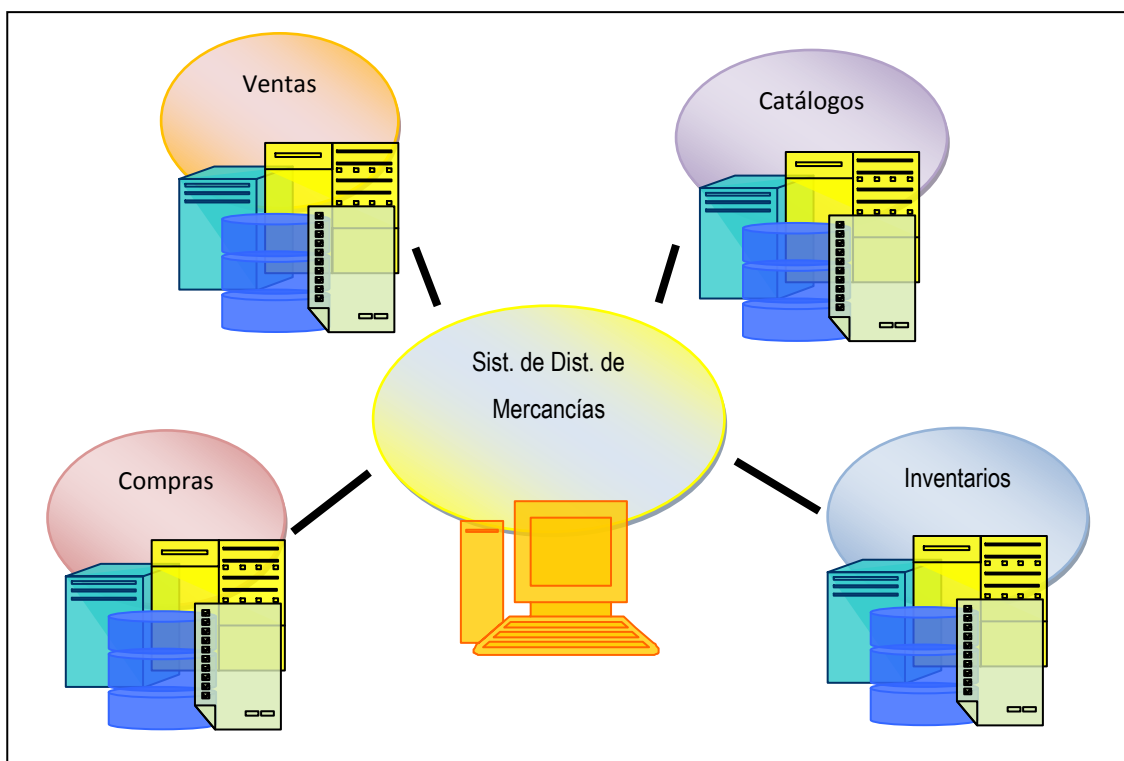 Ventas
Catálogos
Sist. de Dist. de
Mercancías
Compras
Inventarios